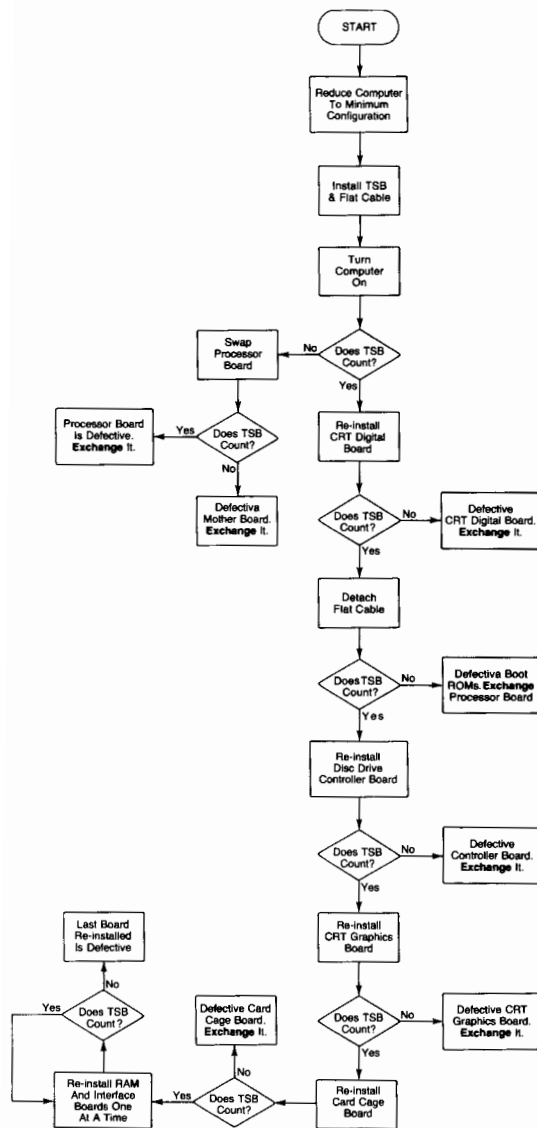 START
Reduce Computer
To Minimum
Configuration
Install TSB
& Flat Cable
Turn
Computer
On
Does TSB
Count?
No
Yes
Swap
Processor
Board
Does TSB
Count?
Yes
No
Processor Board
Is Defective.
Exchange It.
Defectiva
Mother Board.
Exchange It.
Re-install
CRT Digital
Board
Does TSB
Count?
No
Yes
Defective
CRT Digital Board.
Exchange It.
Detach
Flat Cable
DoesTSB
Count?
No
Yes
Defectiva Boot
ROMs. Exchange
Processor Board
Re-install
Disc Drive
Controller Board
Does TSB
Count?
No
Yes
Defective
Controller Board.
Exchange It.
Re-install
CRT Graphics
Board
Does TSB
Count?
No
Yes
Defective CRT
Graphics Board.
Exchange It.
Re-install
Card Cage
Board
Does TSB
Count?
No
Yes
Defective Card
Cage Board.
Exchange It.
Re-install RAM
And Interface
Boards One
At A Time
Does TSB
Count?
Yes
No
Last Board
Re-installed
Is Defective